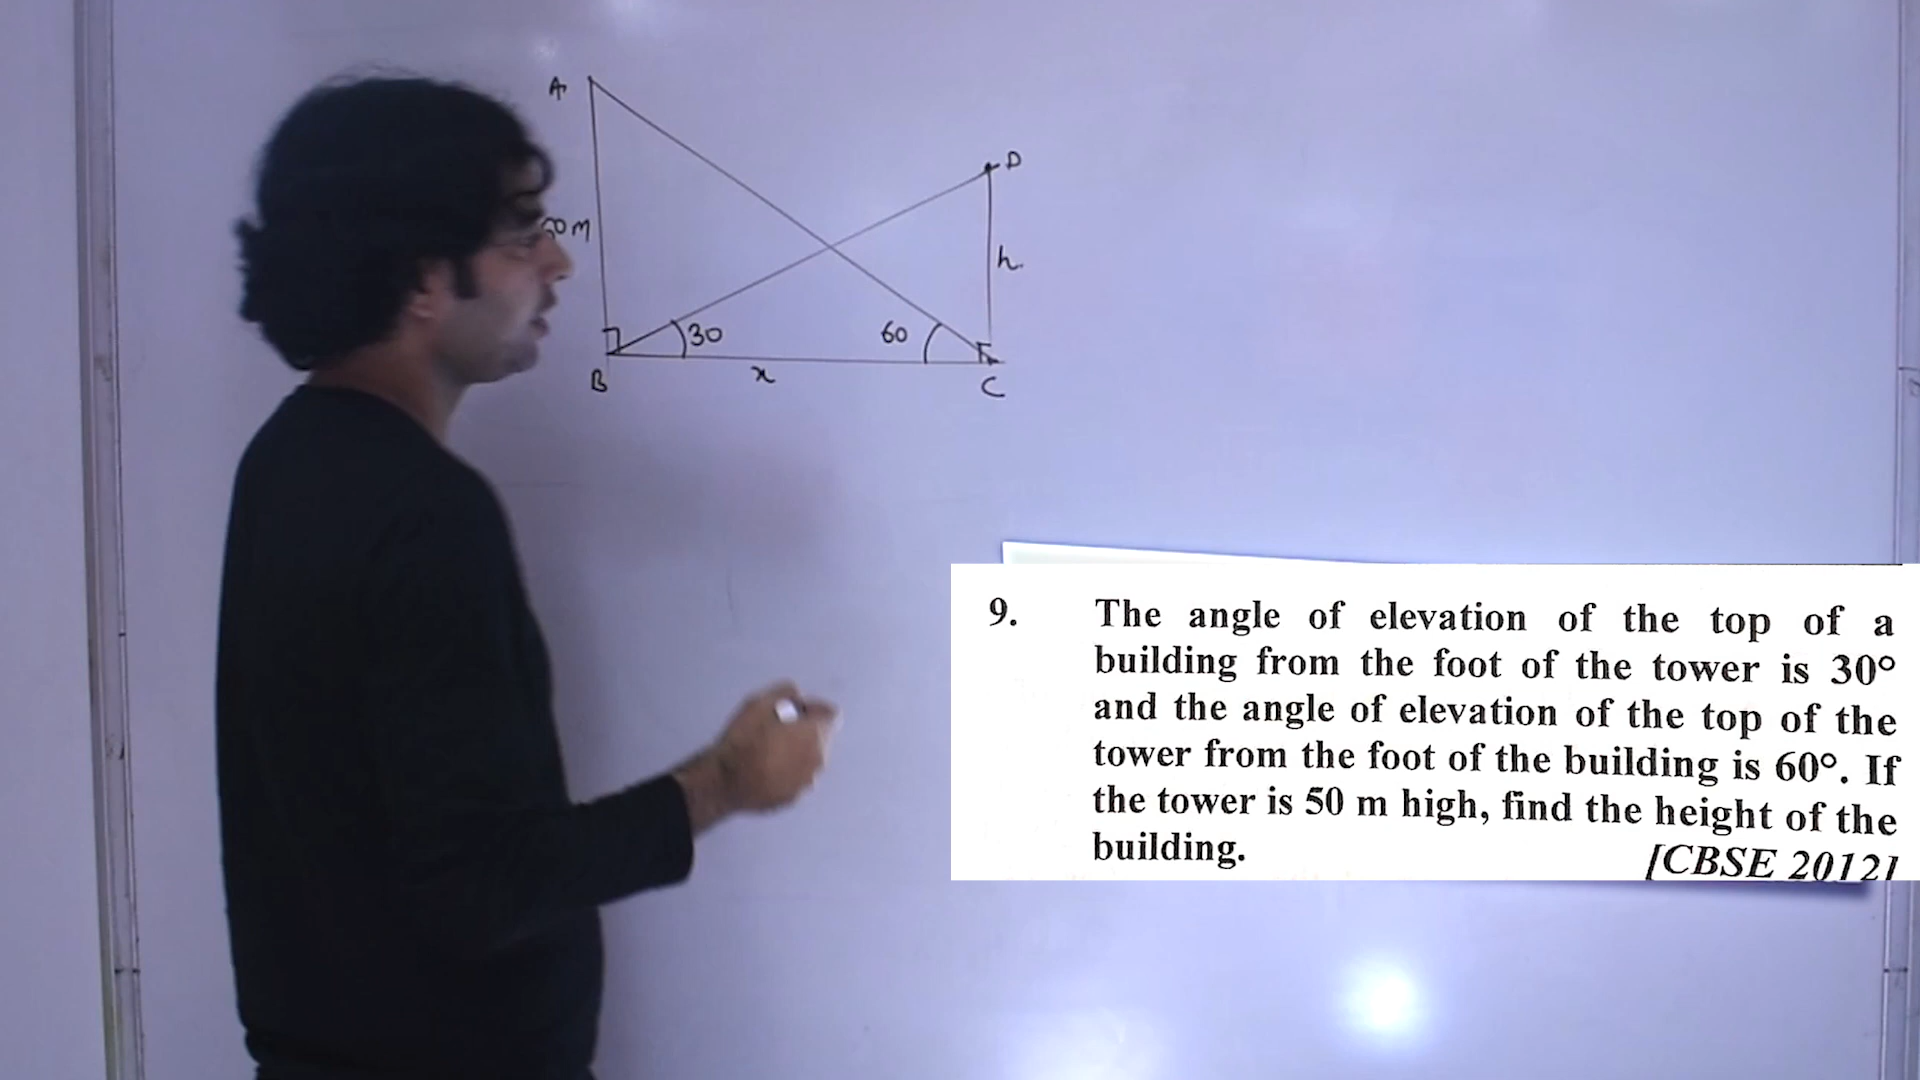 A
D
0 M
h
30
60
B
x
C
9. The angle of elevation of the top of a
building from the foot of the tower is 30°
and the angle of elevation of the top of the
tower from the foot of the building is 60°. If
the tower is 50 m high, find the height of the
building.
[CBSE 2012]